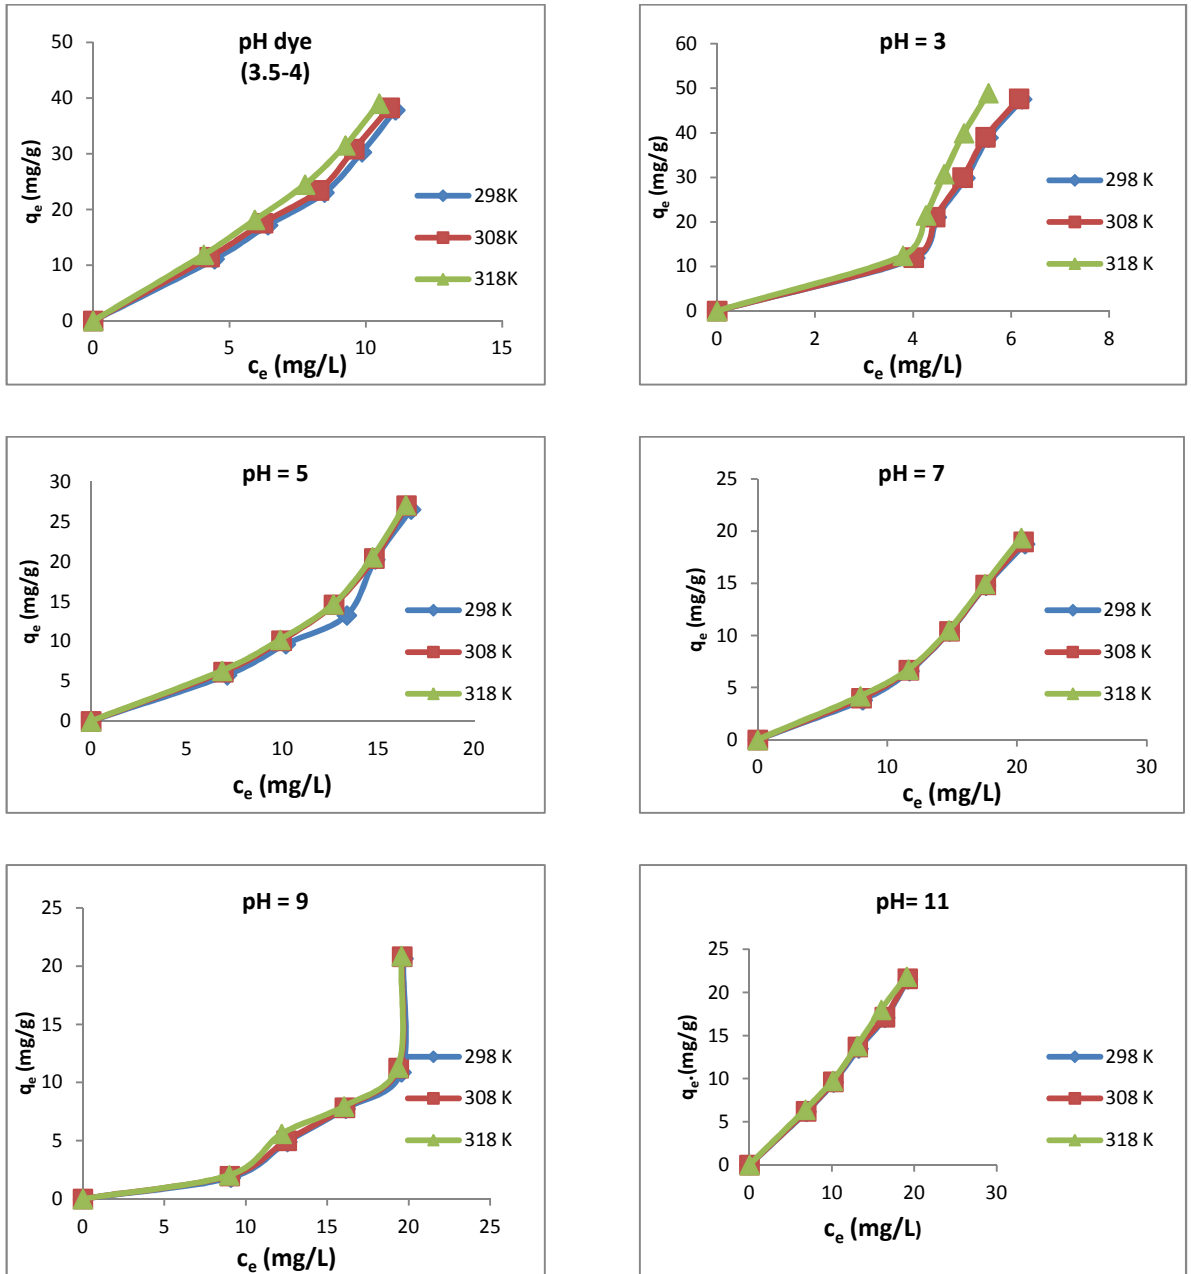 pH dye
(3.5-4)
50
40
30
20
10
0
qe (mg/g)
0 5 10 15
ce (mg/L)
298K
308K
318K
pH = 3
60
50
40
30
20
10
0
qe (mg/g)
0 2 4 6 8
ce (mg/L)
298 K
308 K
318 K
pH = 5
30
25
20
15
10
5
0
qe (mg/g)
0 5 10 15 20
ce (mg/L)
298 K
308 K
318 K
pH = 7
25
20
15
10
5
0
qe (mg/g)
0 10 20 30
ce (mg/L)
298 K
308 K
318 K
pH = 9
25
20
15
10
5
0
qe (mg/g)
0 5 10 15 20 25
ce (mg/L)
298 K
308 K
318 K
pH= 11
25
20
15
10
5
0
qe.(mg/g)
0 10 20 30
ce (mg/L)
298 K
308 K
318 K